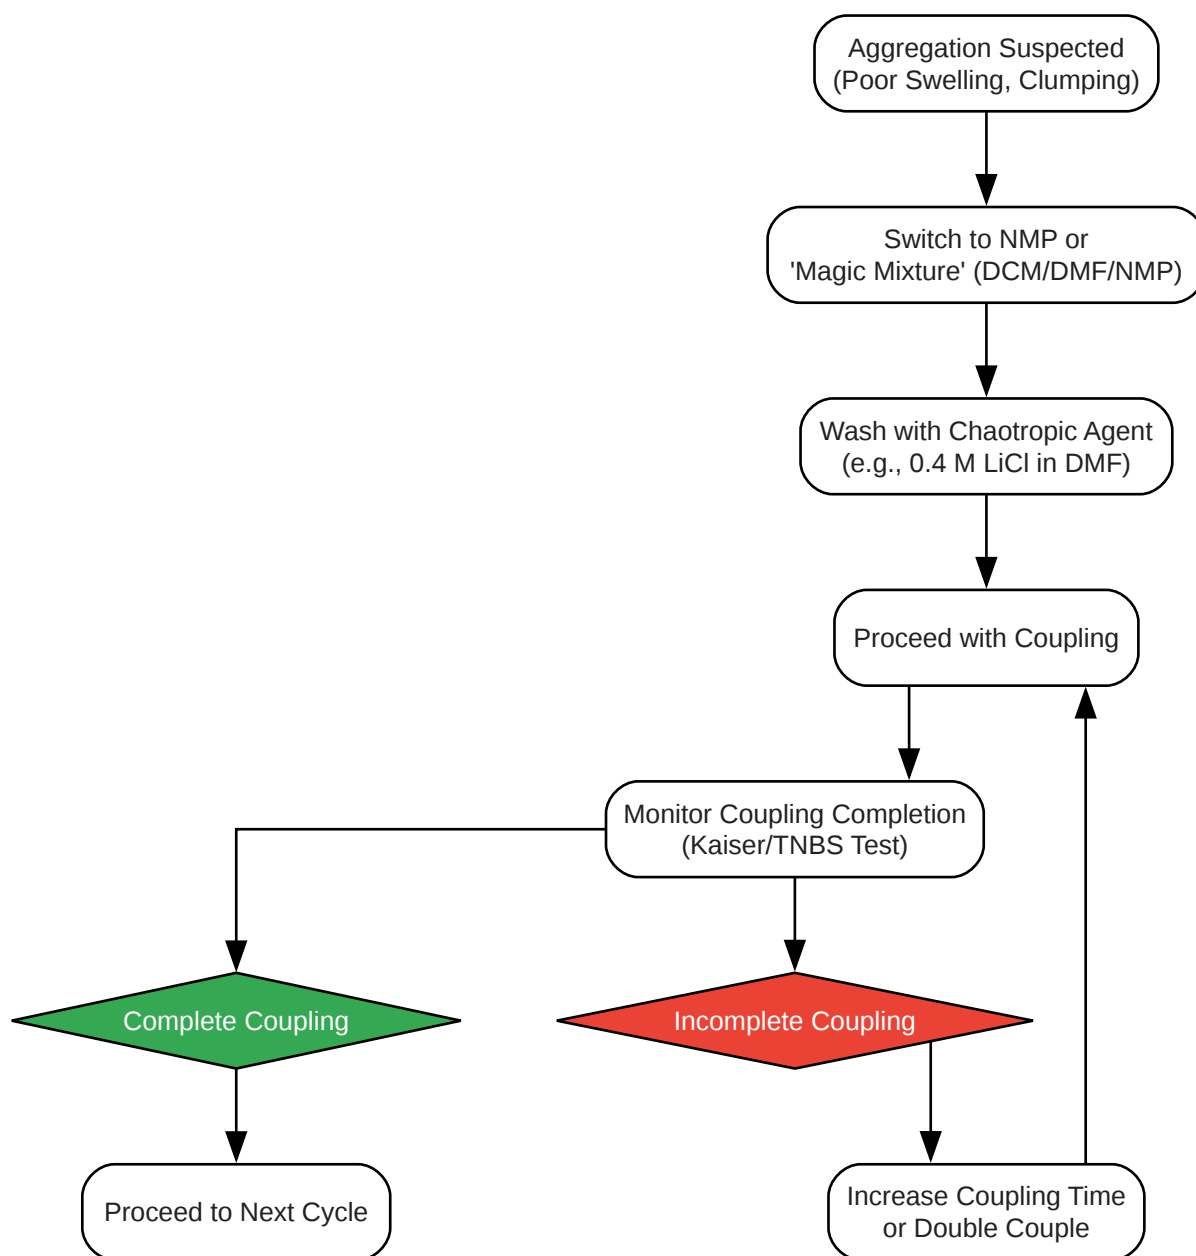 Aggregation Suspected
(Poor Swelling, Clumping)
Switch to NMP or
'Magic Mixture' (DCM/DMF/NMP)
Wash with Chaotropic Agent
(e.g., 0.4 M LiCl in DMF)
Proceed with Coupling
Monitor Coupling Completion
(Kaiser/TNBS Test)
Complete Coupling
Incomplete Coupling
Proceed to Next Cycle
Increase Coupling Time
or Double Couple